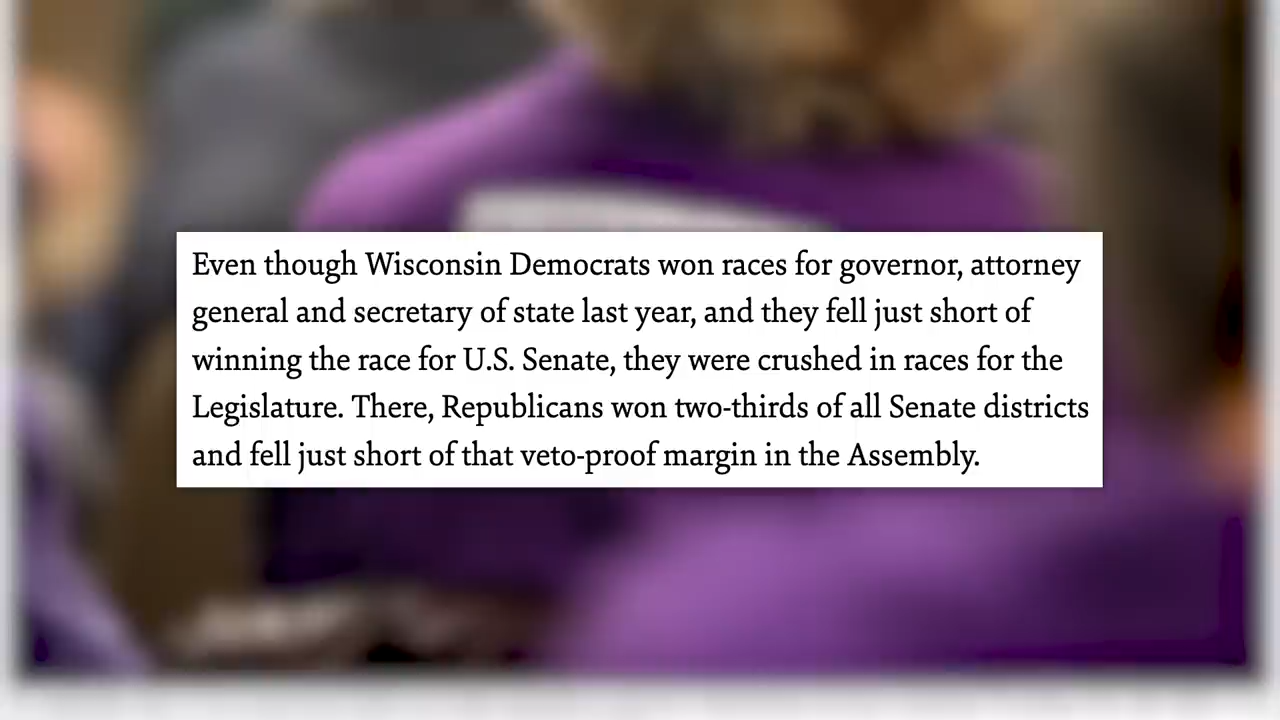 Even though Wisconsin Democrats won races for governor, attorney
general and secretary of state last year, and they fell just short of
winning the race for U.S. Senate, they were crushed in races for the
Legislature. There, Republicans won two-thirds of all Senate districts
and fell just short of that veto-proof margin in the Assembly.